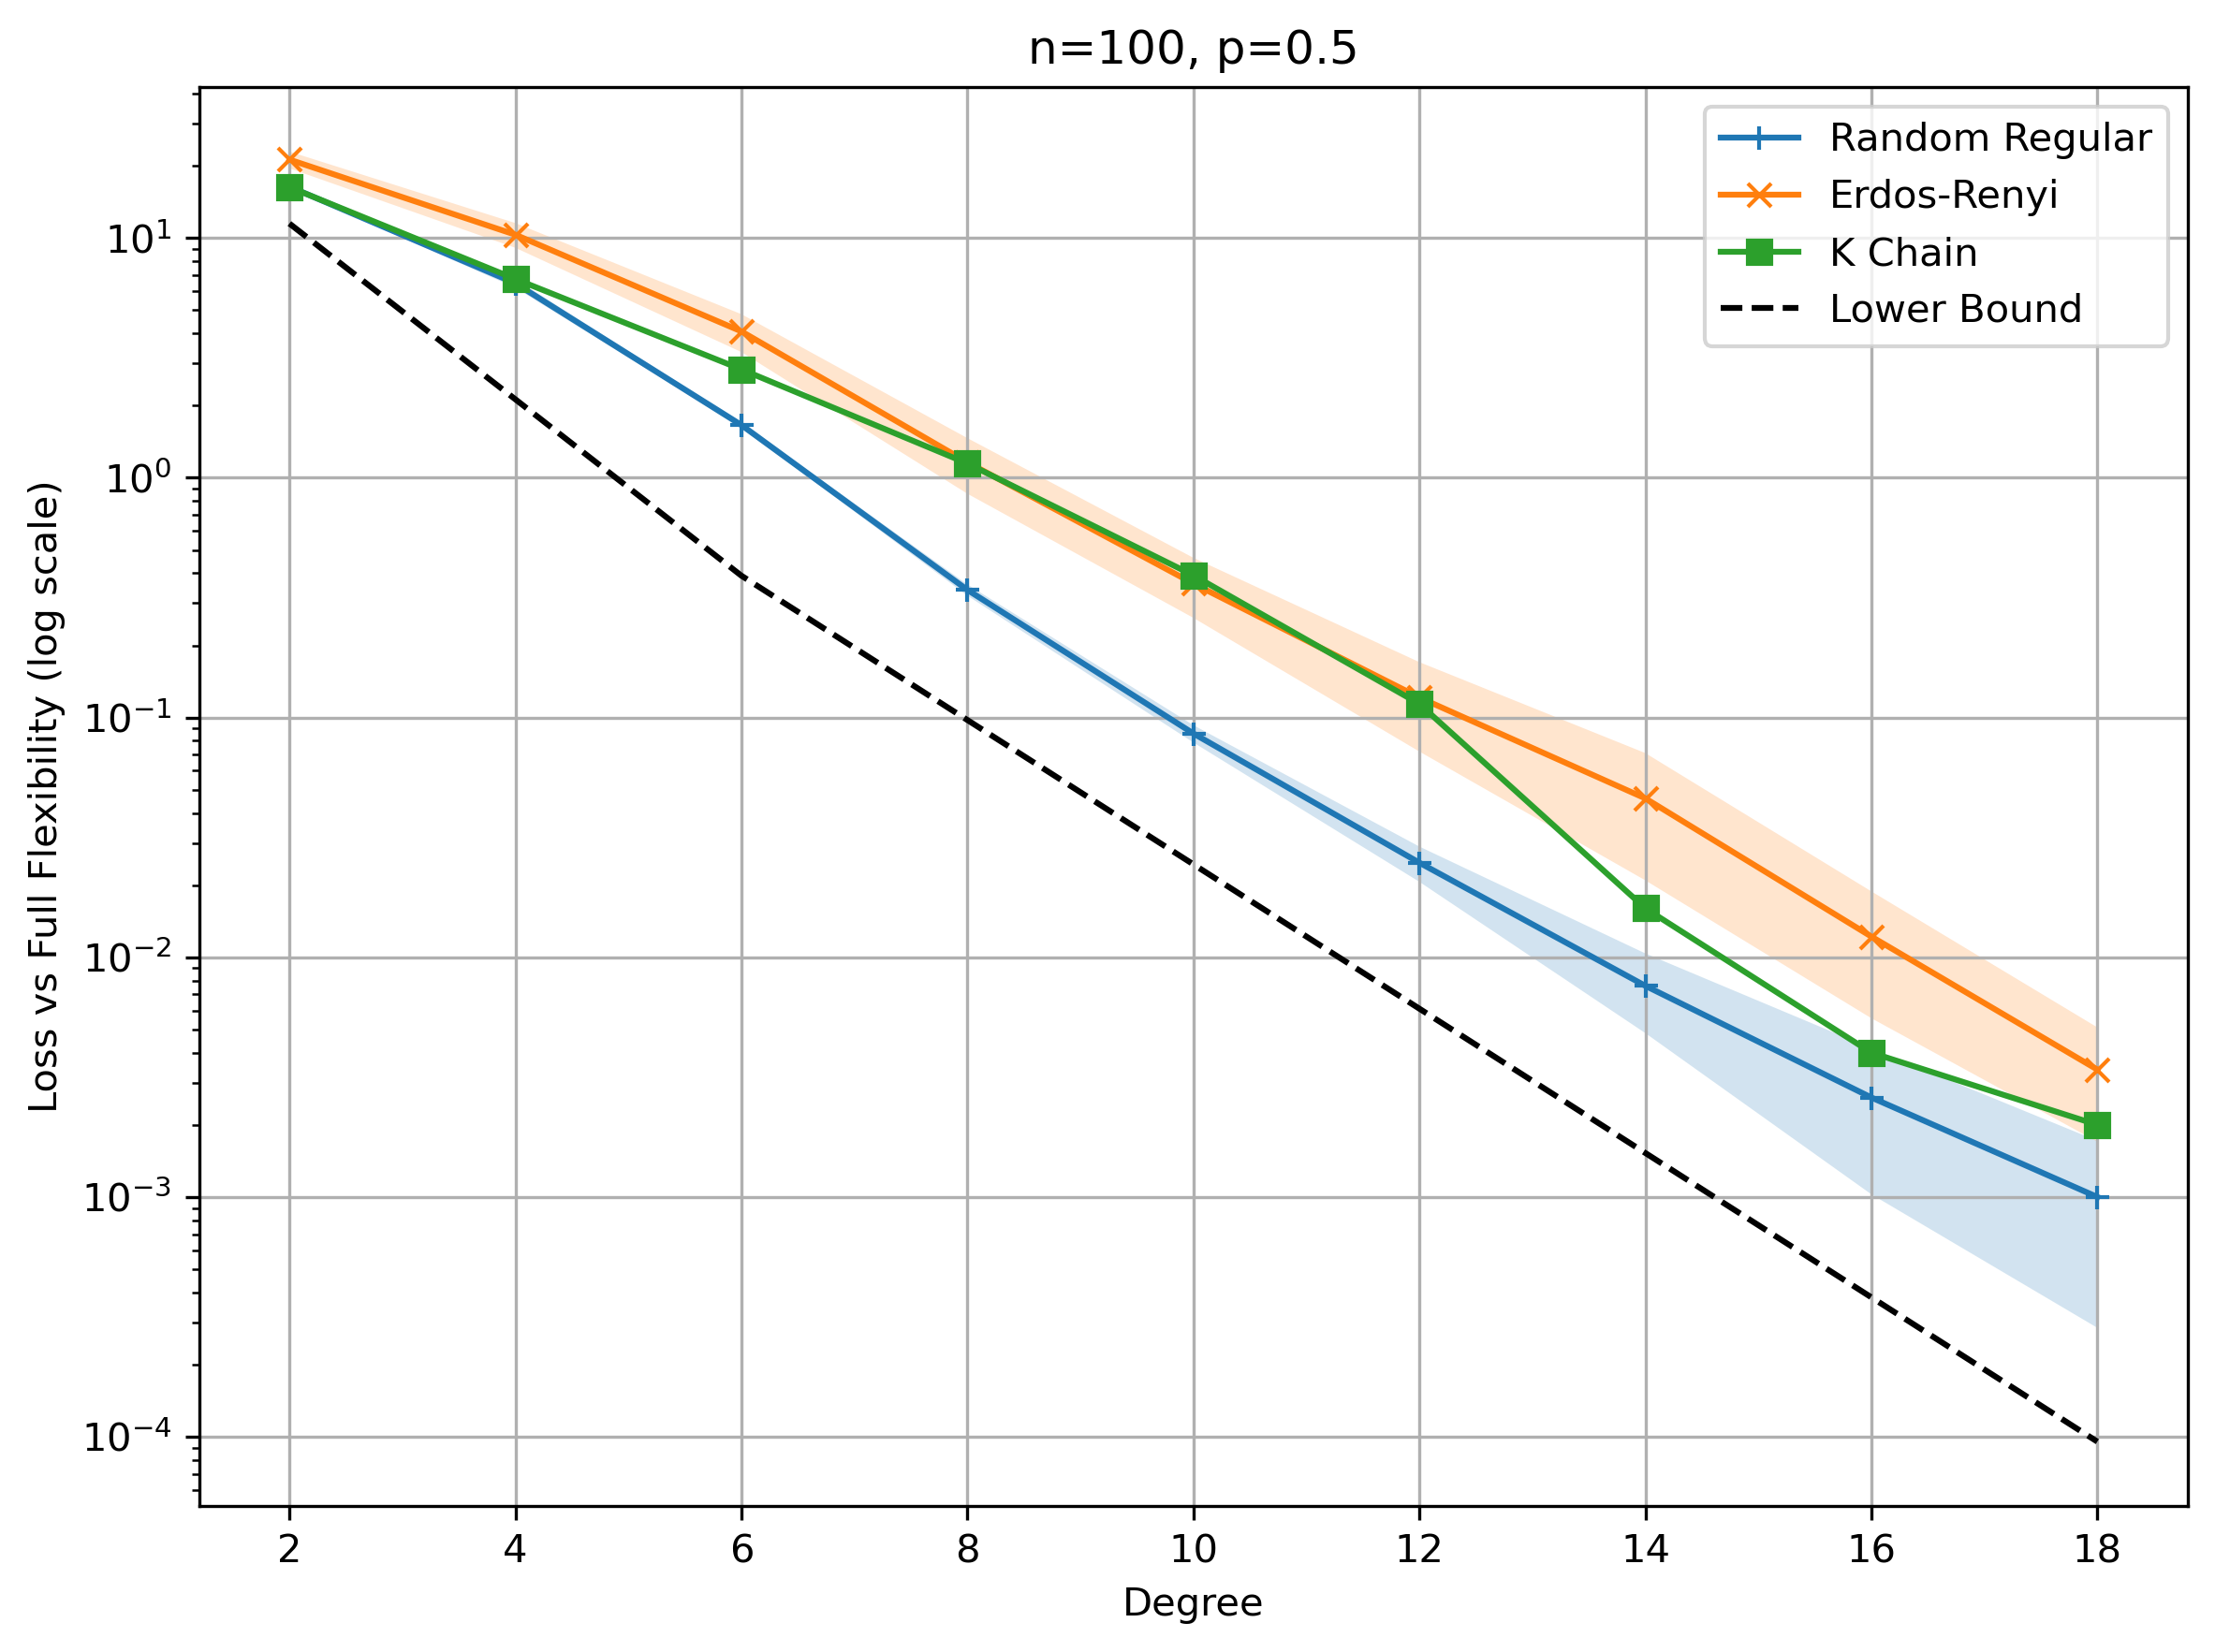 n=100, p=0.5
Random Regular
Erdos-Renyi
K Chain
Lower Bound
Loss vs Full Flexibility (log scale)
10¹
10⁰
10⁻¹
10⁻²
10⁻³
10⁻⁴
2 4 6 8 10 12 14 16 18
Degree